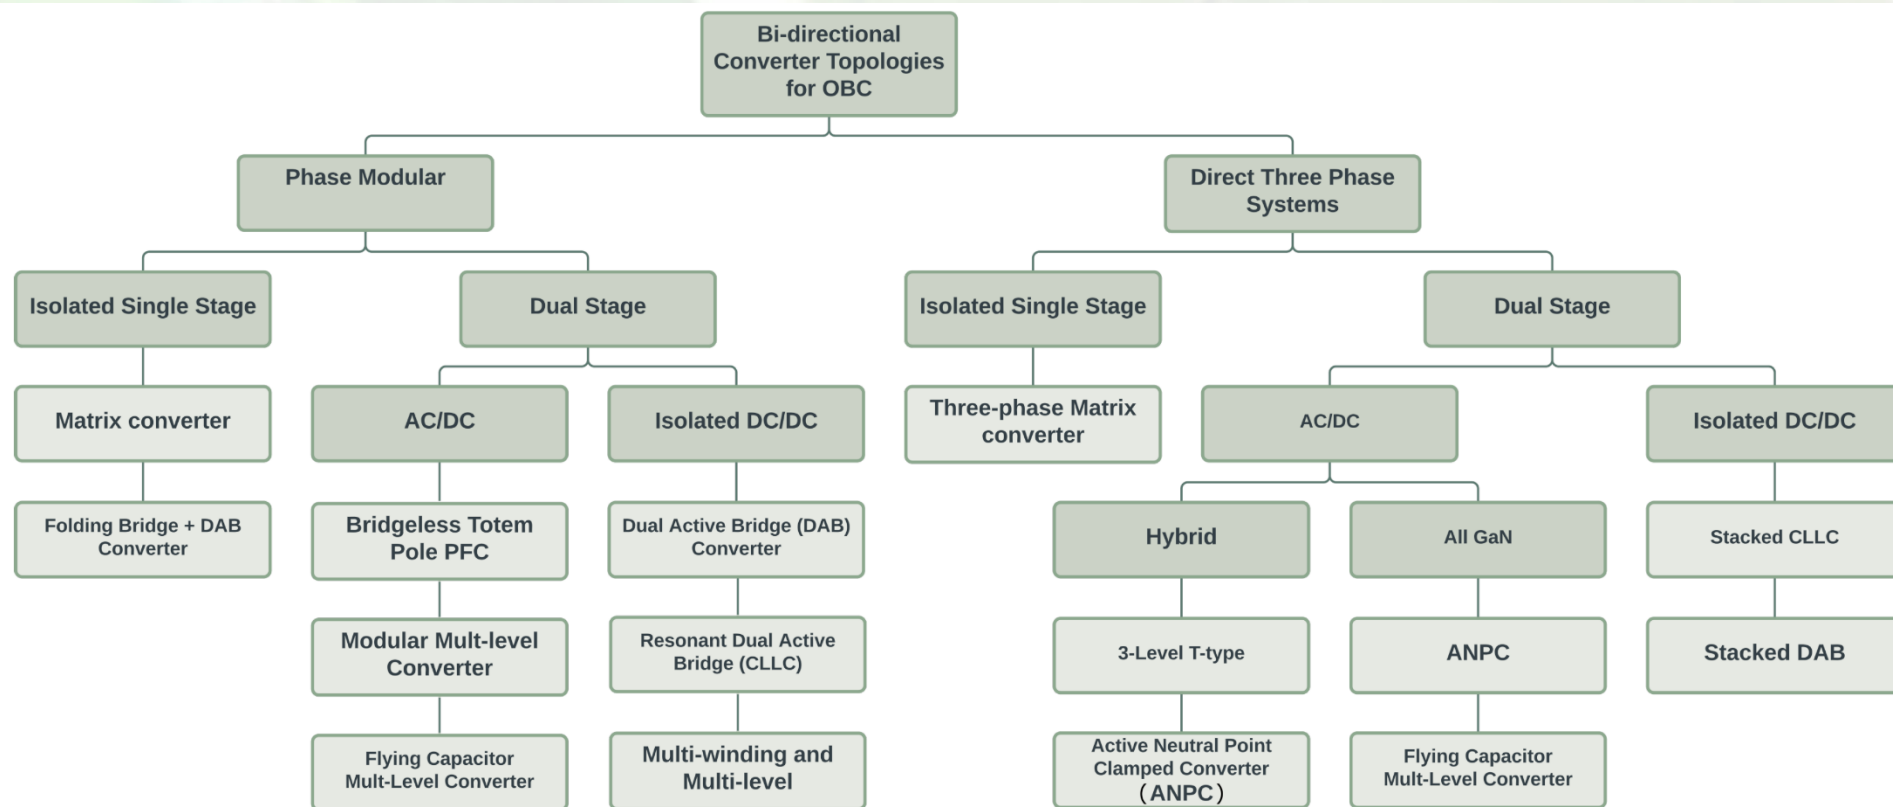 Bi-directional
Converter Topologies
for OBC
Phase Modular
Direct Three Phase
Systems
Isolated Single Stage
Dual Stage
Isolated Single Stage
Dual Stage
Matrix converter
AC/DC
Isolated DC/DC
Three-phase Matrix
converter
AC/DC
Isolated DC/DC
Folding Bridge + DAB
Converter
Bridgeless Totem
Pole PFC
Dual Active Bridge (DAB)
Converter
Hybrid
All GaN
Stacked CLLC
Modular Mult-level
Converter
Resonant Dual Active
Bridge (CLLC)
3-Level T-type
ANPC
Stacked DAB
Flying Capacitor
Mult-Level Converter
Multi-winding and
Multi-level
Active Neutral Point
Clamped Converter
（ANPC）
Flying Capacitor
Mult-Level Converter